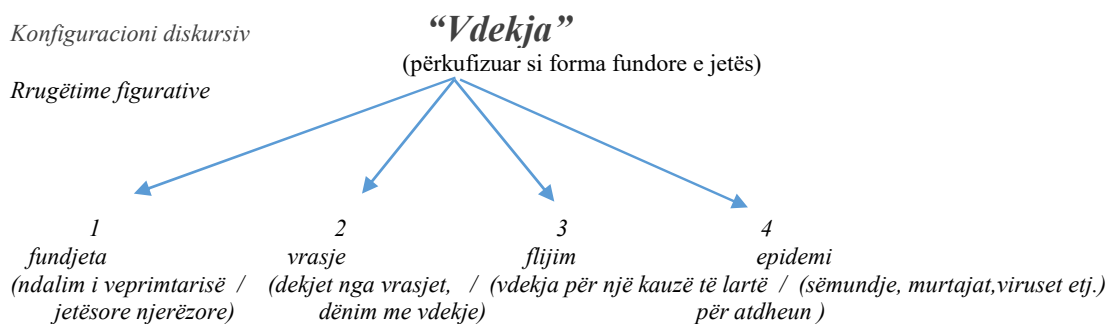 Konfiguracioni diskursiv “Vdekja”
(përkufizuar si forma fundore e jetës)
Rrugëtime figurative
1 2 3 4
fundjeta vrasje flijim epidemi
(ndalim i veprimtarisë / (dekjet nga vrasjet, / (vdekja për një kauzë të lartë / (sëmundje, murtajat,viruset etj.)
jetësore njerëzore) dënim me vdekje) për atdheun )